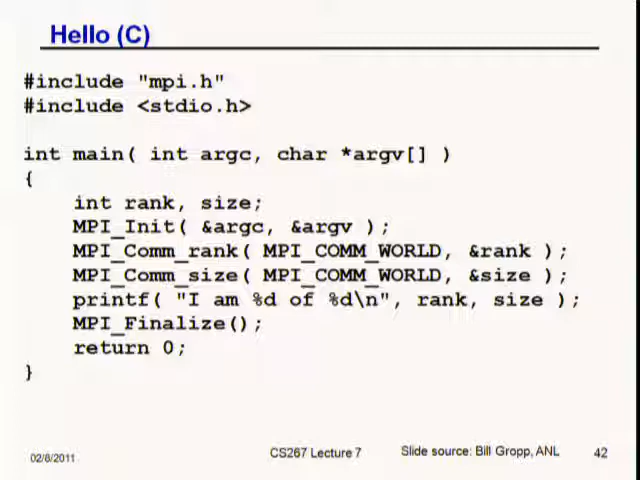 Hello (C)
#include "mpi.h"
#include <stdio.h>
int main( int argc, char *argv[] )
{
    int rank, size;
    MPI_Init( &argc, &argv );
    MPI_Comm_rank( MPI_COMM_WORLD, &rank );
    MPI_Comm_size( MPI_COMM_WORLD, &size );
    printf( "I am %d of %d\n", rank, size );
    MPI_Finalize();
    return 0;
}
02/8/2011 CS267 Lecture 7 Slide source: Bill Gropp, ANL 42